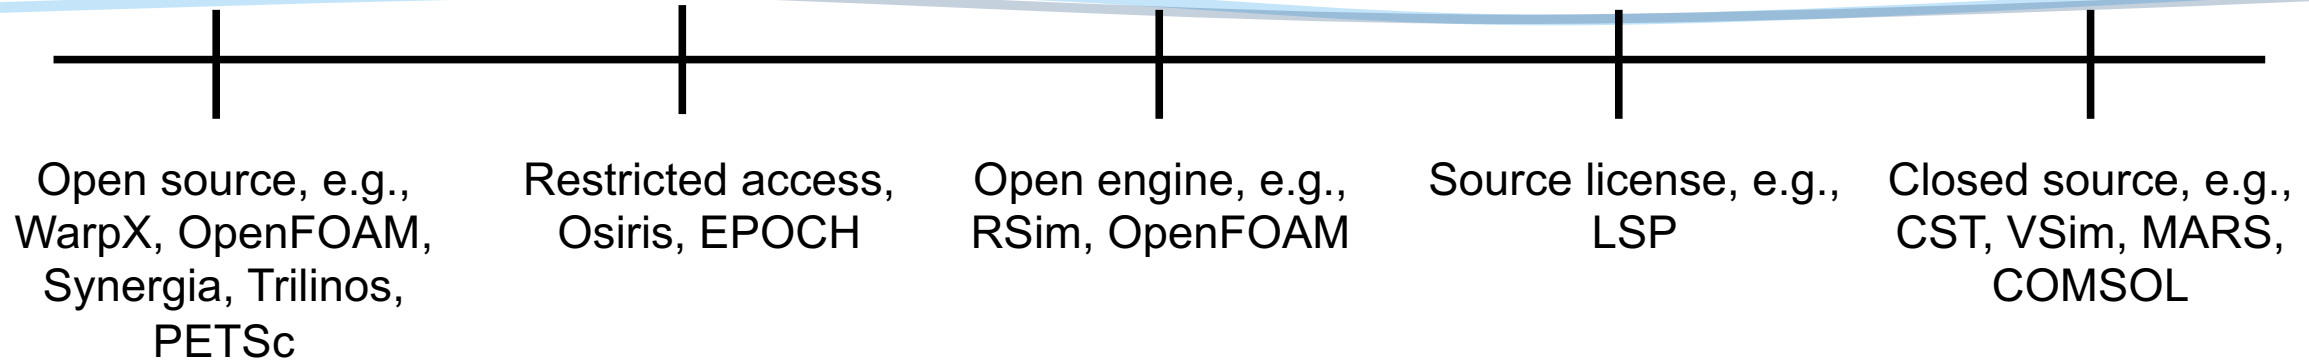 Open source, e.g.,
WarpX, OpenFOAM,
Synergia, Trilinos,
PETSc
Restricted access,
Osiris, EPOCH
Open engine, e.g.,
RSim, OpenFOAM
Source license, e.g.,
LSP
Closed source, e.g.,
CST, VSim, MARS,
COMSOL